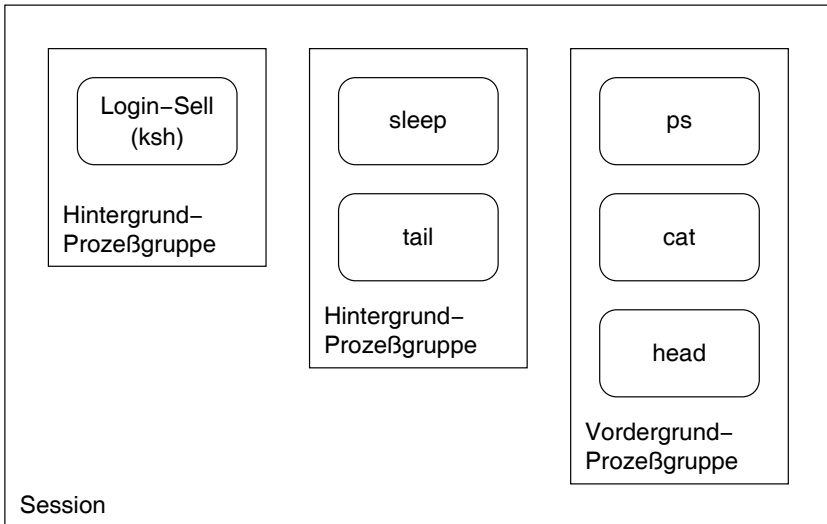 Login–Sell
(ksh)
Hintergrund–
Prozeßgruppe
sleep
tail
Hintergrund–
Prozeßgruppe
ps
cat
head
Vordergrund–
Prozeßgruppe
Session